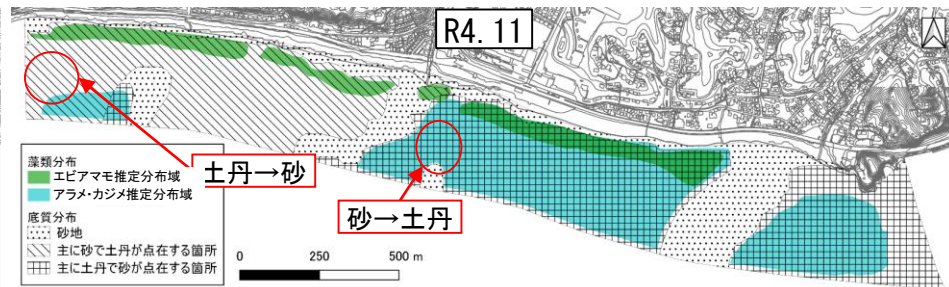 R4.11
土丹→砂
砂→土丹
藻類分布
エビアマモ推定分布域
アラメ・カジメ推定分布域
底質分布
砂地
主に砂で土丹が点在する箇所
主に土丹で砂が点在する箇所
0 250 500 m